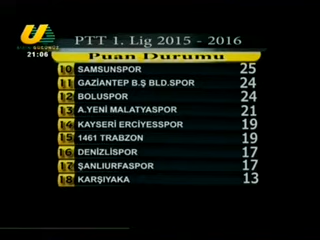 21:06
PTT 1. Lig 2015 - 2016
Puan Durumu
10 SAMSUNSPOR 25
11 GAZİANTEP B.Ş BLD.SPOR 24
12 BOLUSPOR 24
13 A.YENİ MALATYASPOR 21
14 KAYSERİ ERCİYESSPOR 19
15 1461 TRABZON 19
16 DENİZLİSPOR 17
17 ŞANLIURFASPOR 17
18 KARŞIYAKA 13